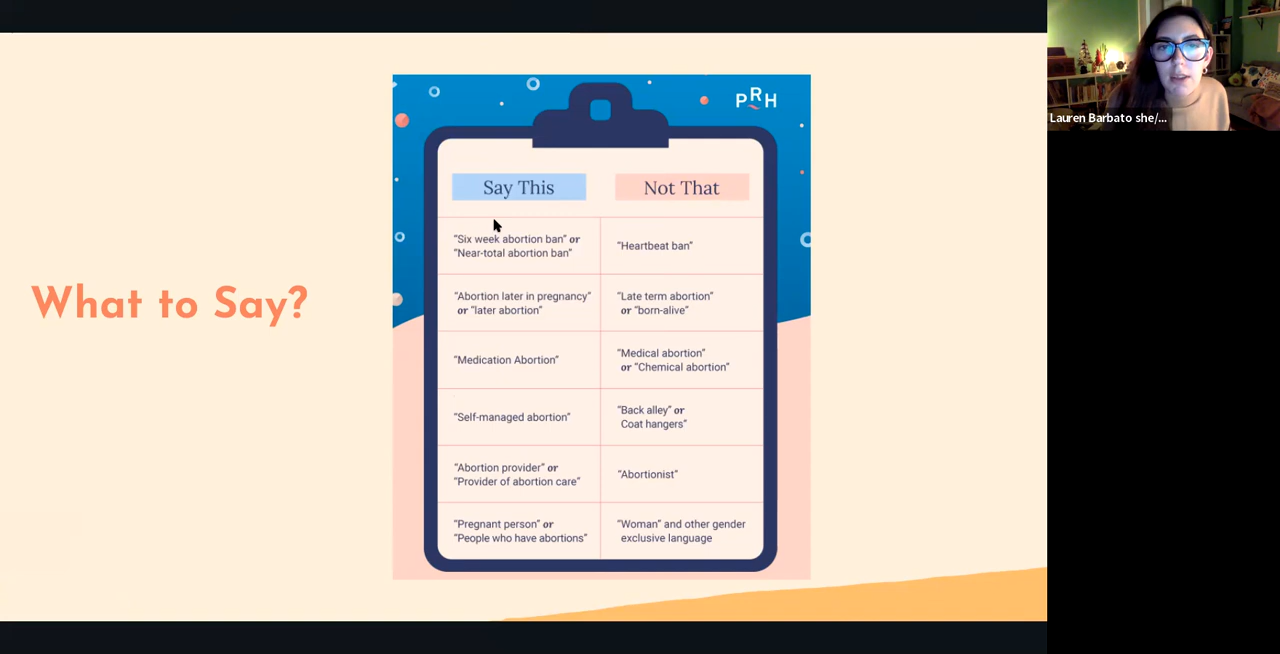 What to Say?
PRH
Say This
Not That
“Six week abortion ban” or
“Near-total abortion ban”
“Heartbeat ban”
“Abortion later in pregnancy”
or “later abortion”
“Late term abortion”
or “born-alive”
“Medication Abortion”
“Medical abortion”
or “Chemical abortion”
“Self-managed abortion”
“Back alley” or
Coat hangers”
“Abortion provider” or
“Provider of abortion care”
“Abortionist”
“Pregnant person” or
“People who have abortions”
“Woman” and other gender
exclusive language
Lauren Barbato she/...